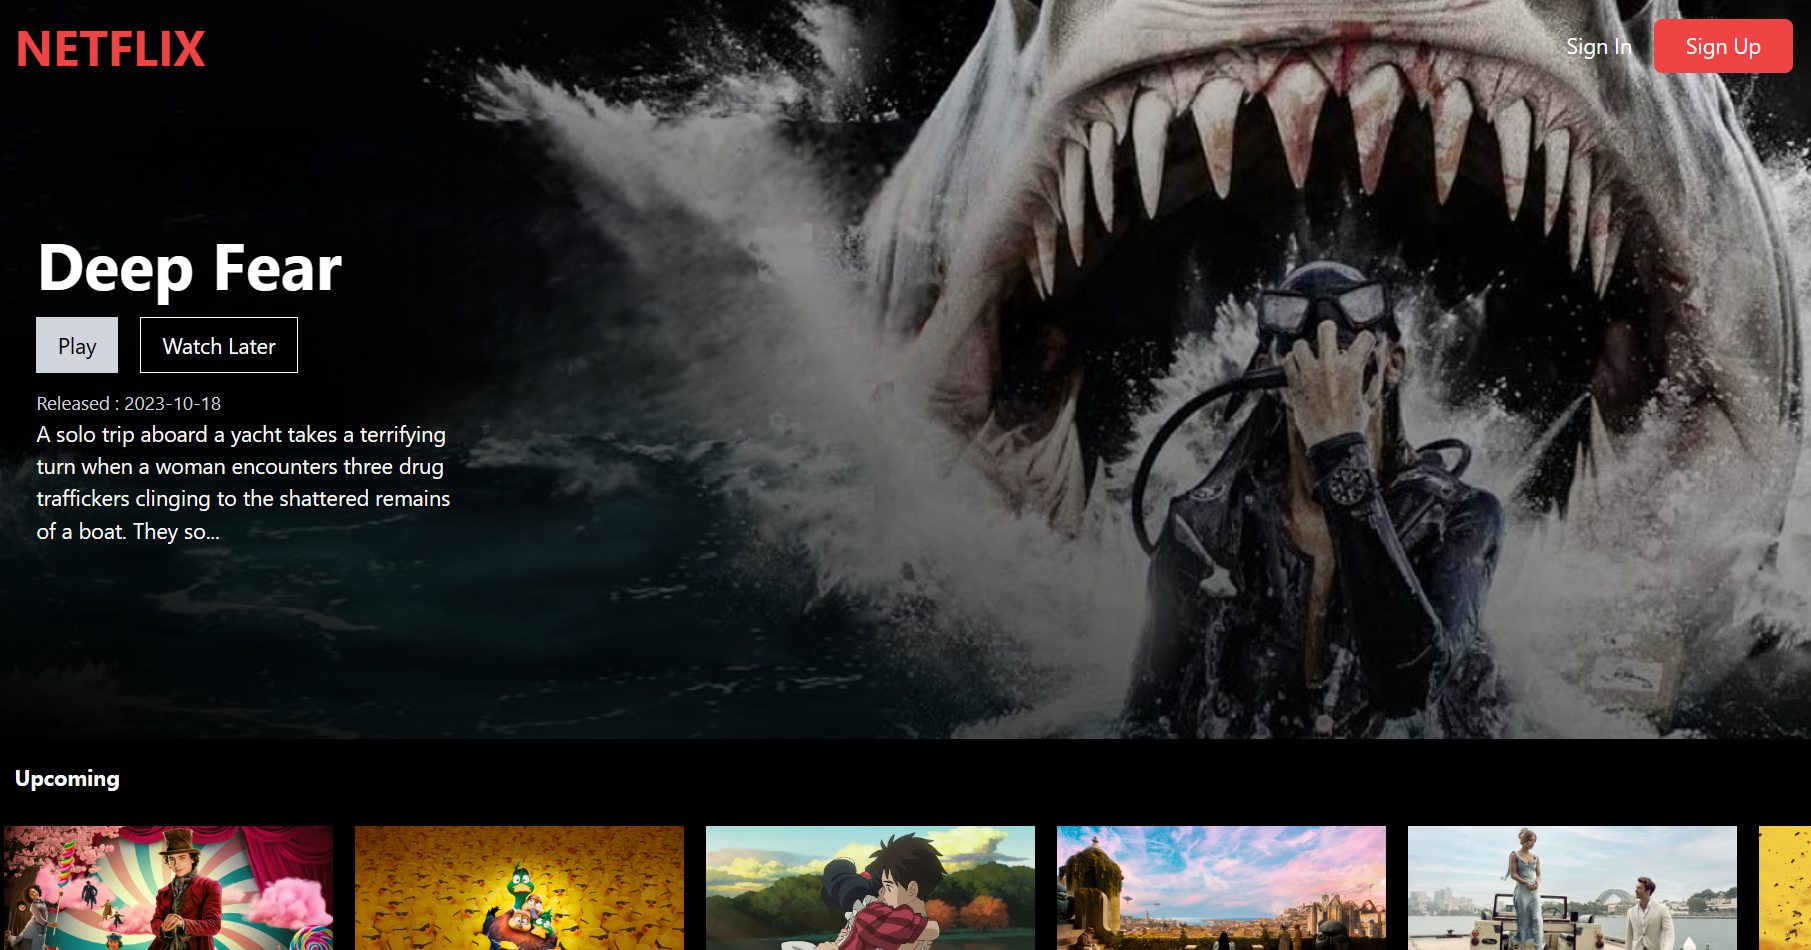 NETFLIX
Sign In
Sign Up
Deep Fear
Play
Watch Later
Released : 2023-10-18
A solo trip aboard a yacht takes a terrifying
turn when a woman encounters three drug
traffickers clinging to the shattered remains
of a boat. They so...
Upcoming